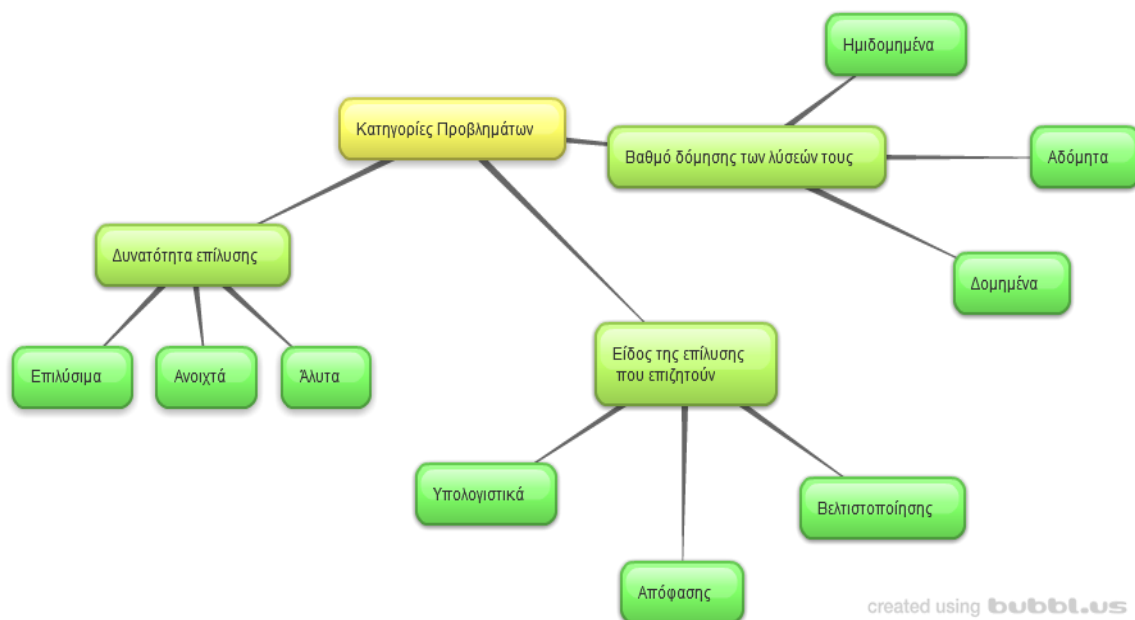 Ημιδομημένα
Κατηγορίες Προβλημάτων
Βαθμό δόμησης των λύσεών τους
Αδόμητα
Δυνατότητα επίλυσης
Δομημένα
Είδος της επίλυσης
που επιζητούν
Επιλύσιμα
Ανοιχτά
Άλυτα
Υπολογιστικά
Βελτιστοποίησης
Απόφασης
created using bubbl.us